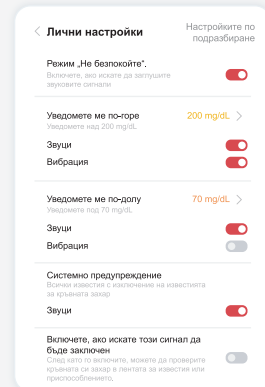 Лични настройки
Настройките по
подразбиране
Режим „Не безпокойте“.
Включете, ако искате да заглушите
звуковите сигнали
Уведомете ме по-горе
200 mg/dL
Уведомете над 200 mg/dL
Звуци
Вибрация
Уведомете ме по-долу
70 mg/dL
Уведомете под 70 mg/dL.
Звуци
Вибрация
Системно предупреждение
Всички известия с изключение на известията
за кръвната захар
Звуци
Включете, ако искате този сигнал да
бъде заключен
След като го включите, можете да проверите
кръвната си захар в лентата за известия или
приспособлението.